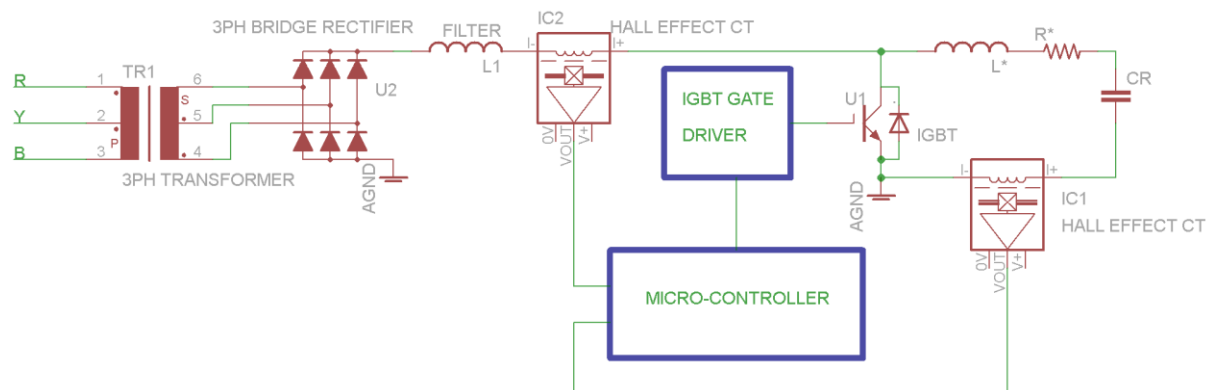 3PH BRIDGE RECTIFIER
FILTER
IC2
HALL EFFECT CT
R*
I-
I+
L1
L*
TR1
R
1
6
U2
CR
S
IGBT GATE
DRIVER
U1
IGBT
Y
2
5
P
0V
VOUT
V+
B
3
4
3PH TRANSFORMER
AGND
AGND
I-
I+
IC1
HALL EFFECT CT
0V
VOUT
V+
MICRO-CONTROLLER